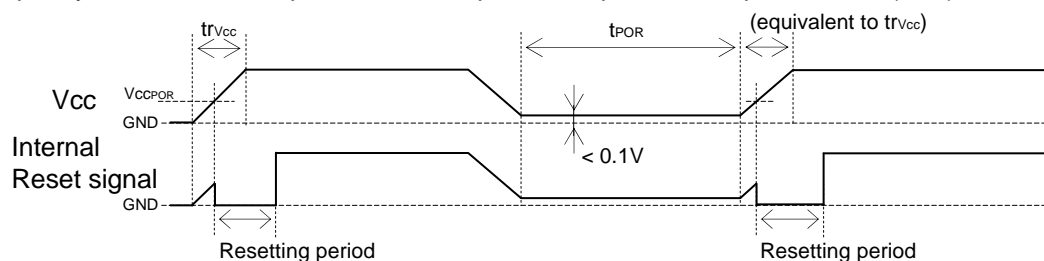 trVcc
tPOR
(equivalent to trVcc)
Vcc
VccPOR
GND
< 0.1V
Internal
Reset signal
GND
Resetting period
Resetting period